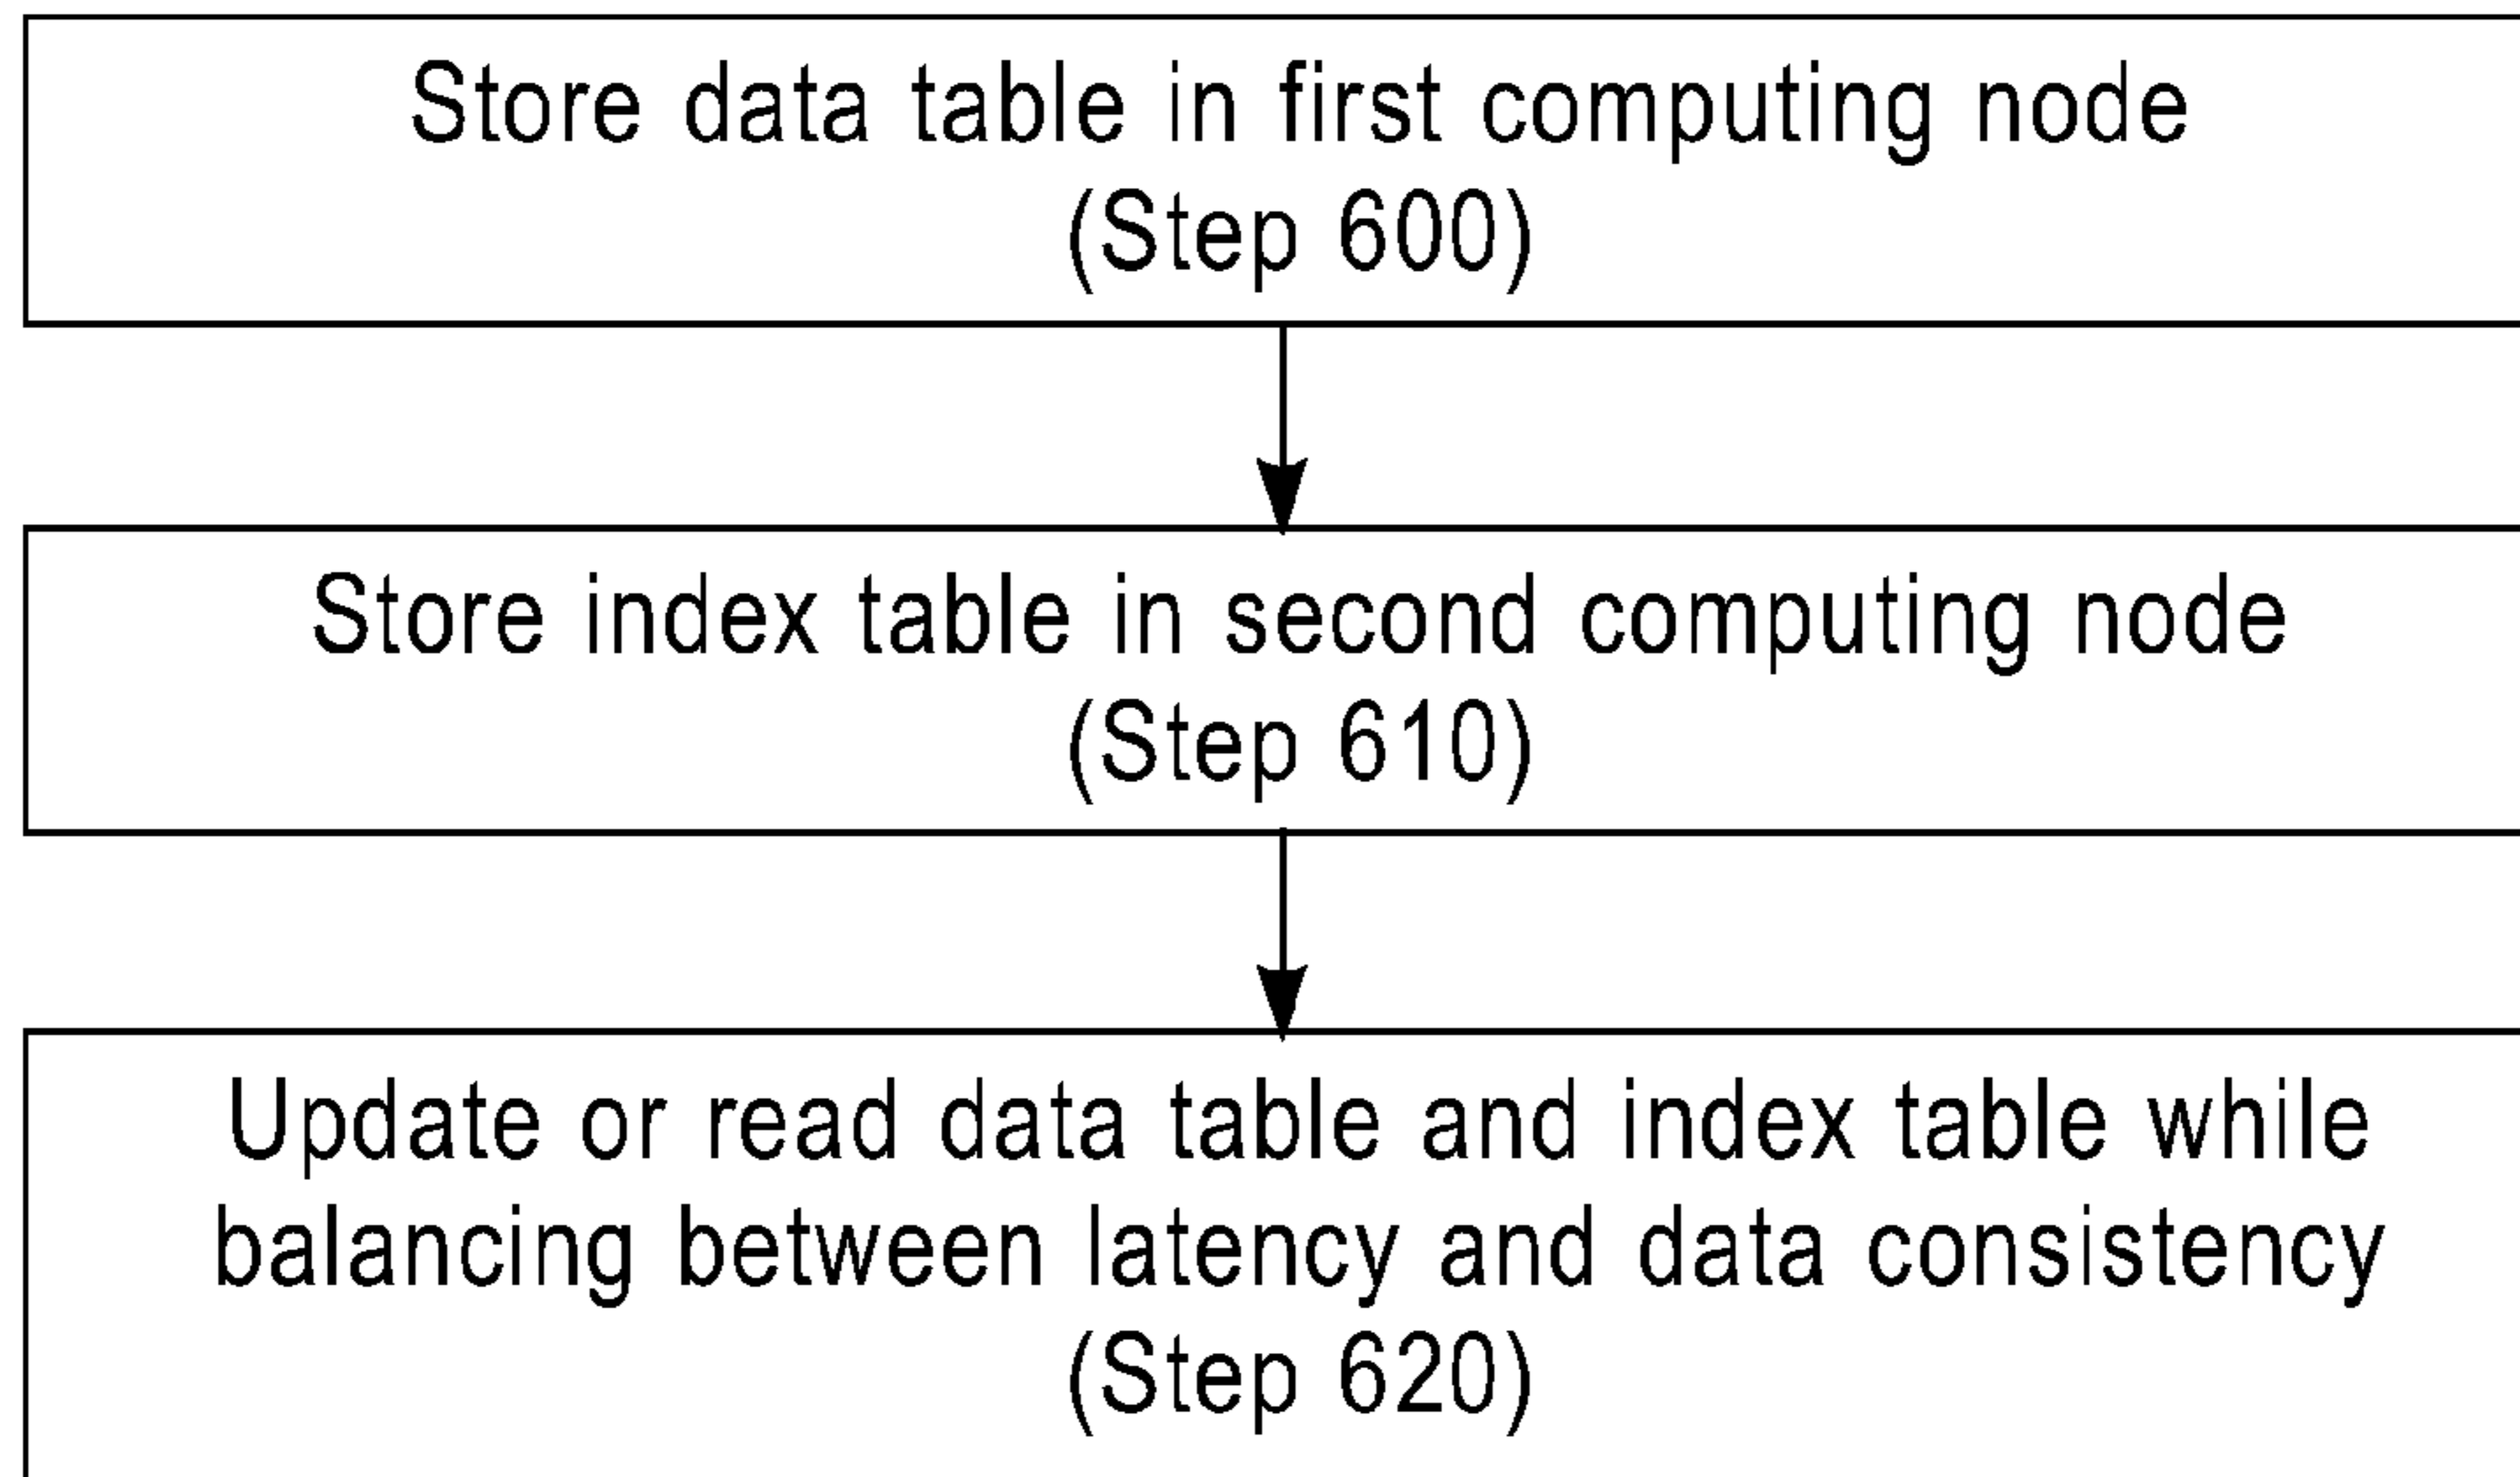 Store data table in first computing node
(Step 600)
Store index table in second computing node
(Step 610)
Update or read data table and index table while
balancing between latency and data consistency
(Step 620)